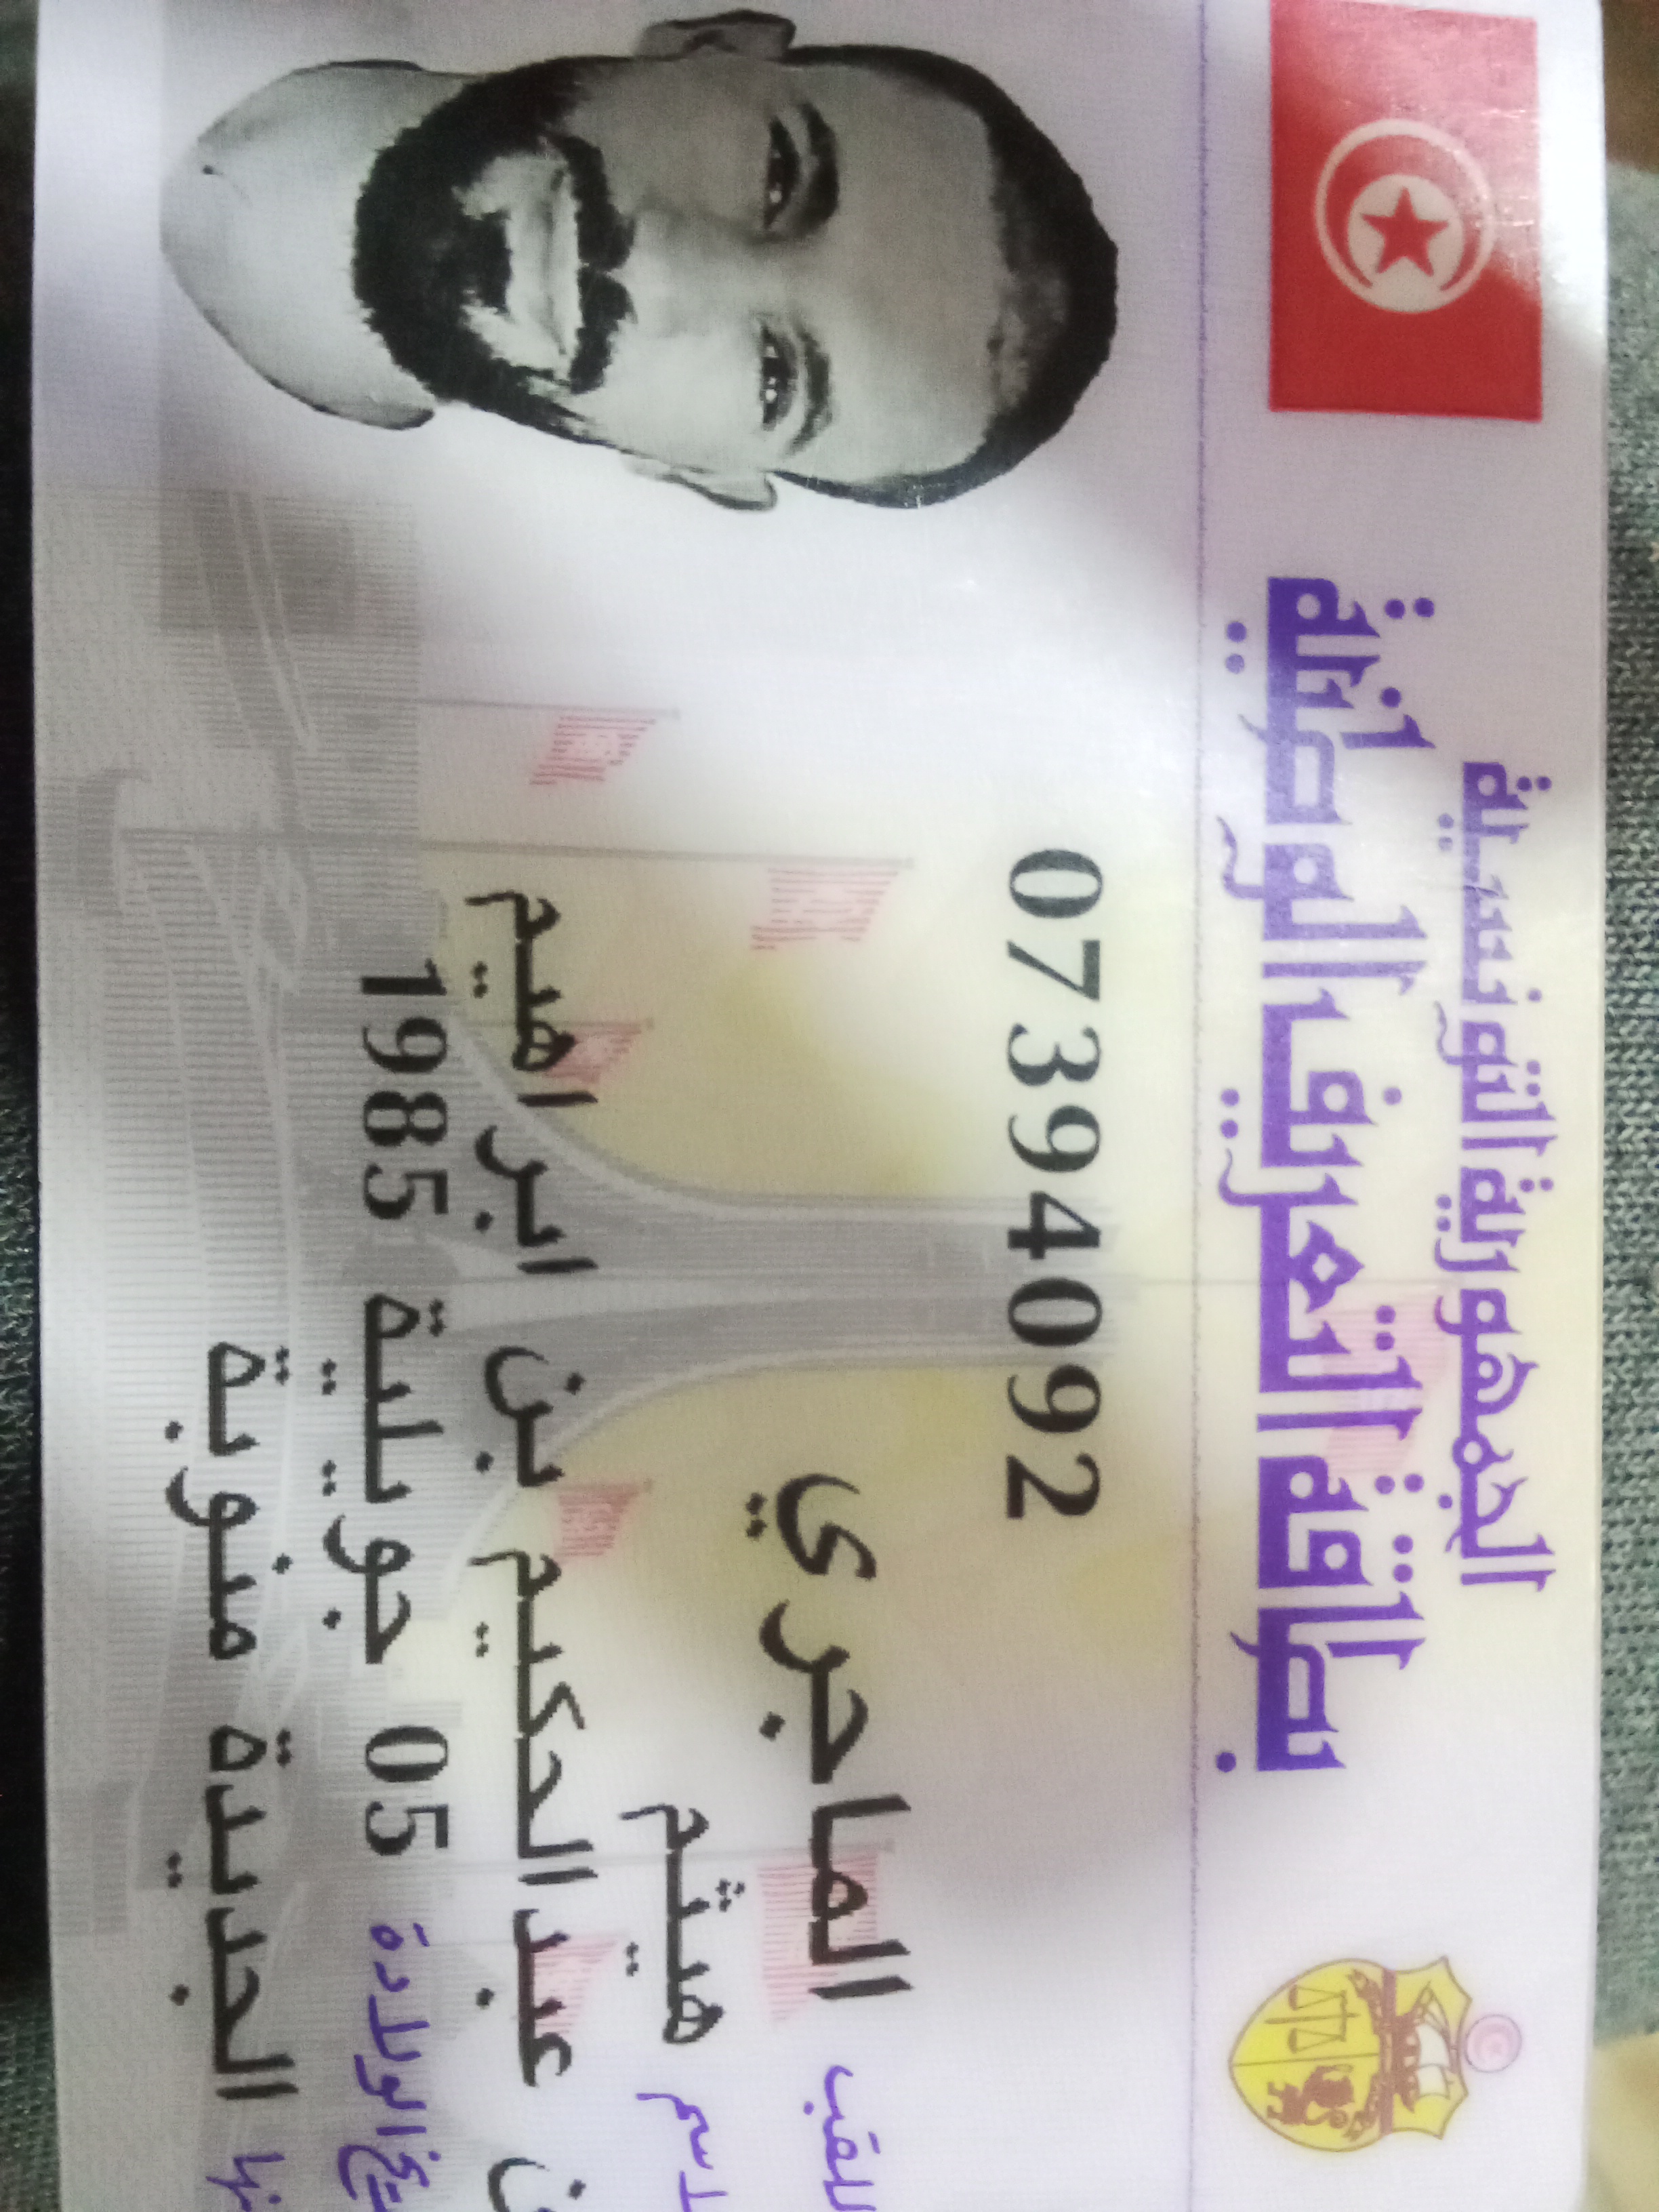 الجمهورية التونسية
بطاقة التعريف الوطنية
07394092
اللقب الماجري
الاسم هيثم
بن عبد الحكيم بن ابراهيم
تاريخ الولادة 05 جويلية 1985
الجديدة منوبة